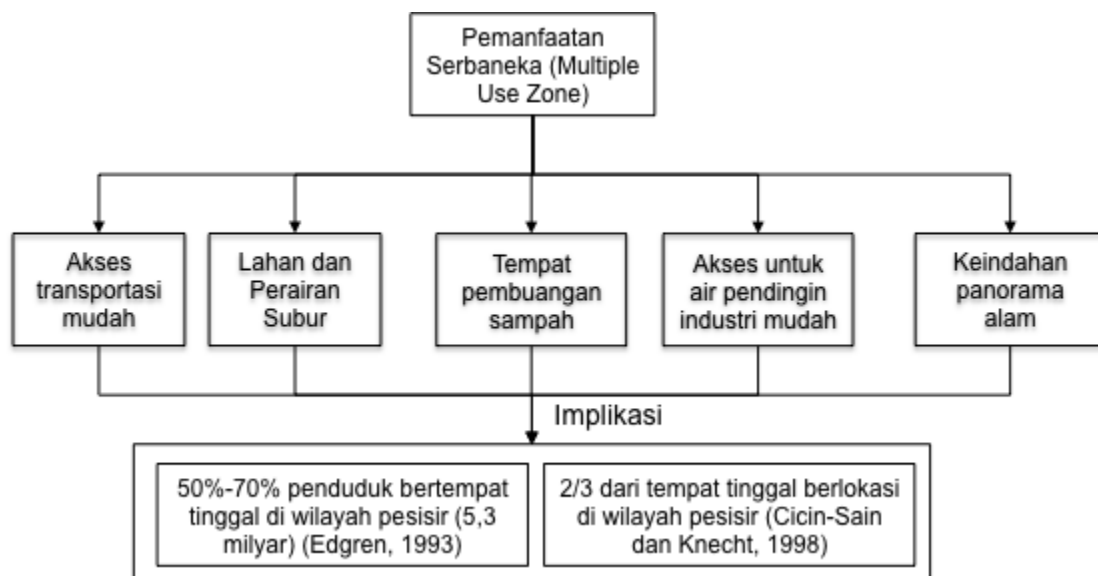 Pemanfaatan
Serbaneka (Multiple
Use Zone)
Akses
transportasi
mudah
Lahan dan
Perairan
Subur
Tempat
pembuangan
sampah
Akses untuk
air pendingin
industri mudah
Keindahan
panorama
alam
Implikasi
50%-70% penduduk bertempat
tinggal di wilayah pesisir (5,3
milyar) (Edgren, 1993)
2/3 dari tempat tinggal berlokasi
di wilayah pesisir (Cicin-Sain
dan Knecht, 1998)